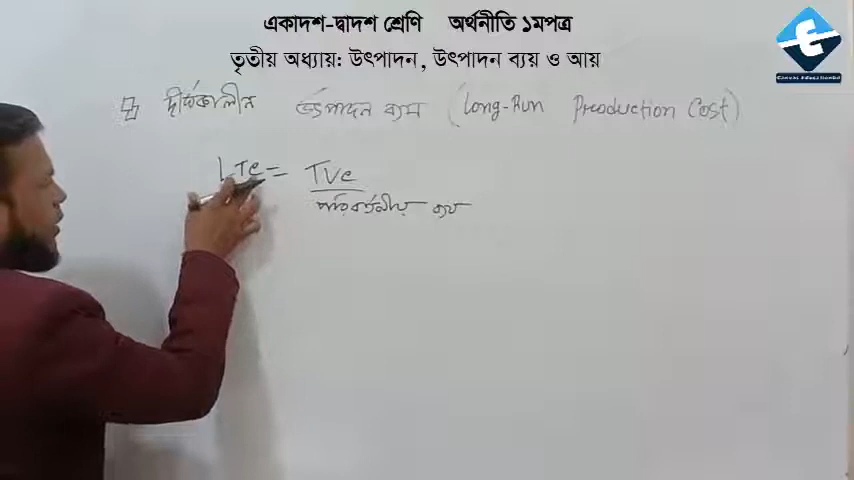 একাদশ-দ্বাদশ শ্রেণি অর্থনীতি ১মপত্র
তৃতীয় অধ্যায়: উৎপাদন, উৎপাদন ব্যয় ও আয়
দীর্ঘকালীন উৎপাদন ব্যয় (Long-Run Production Cost)
LTC = TVC
পরিবর্তনীয় ব্যয়